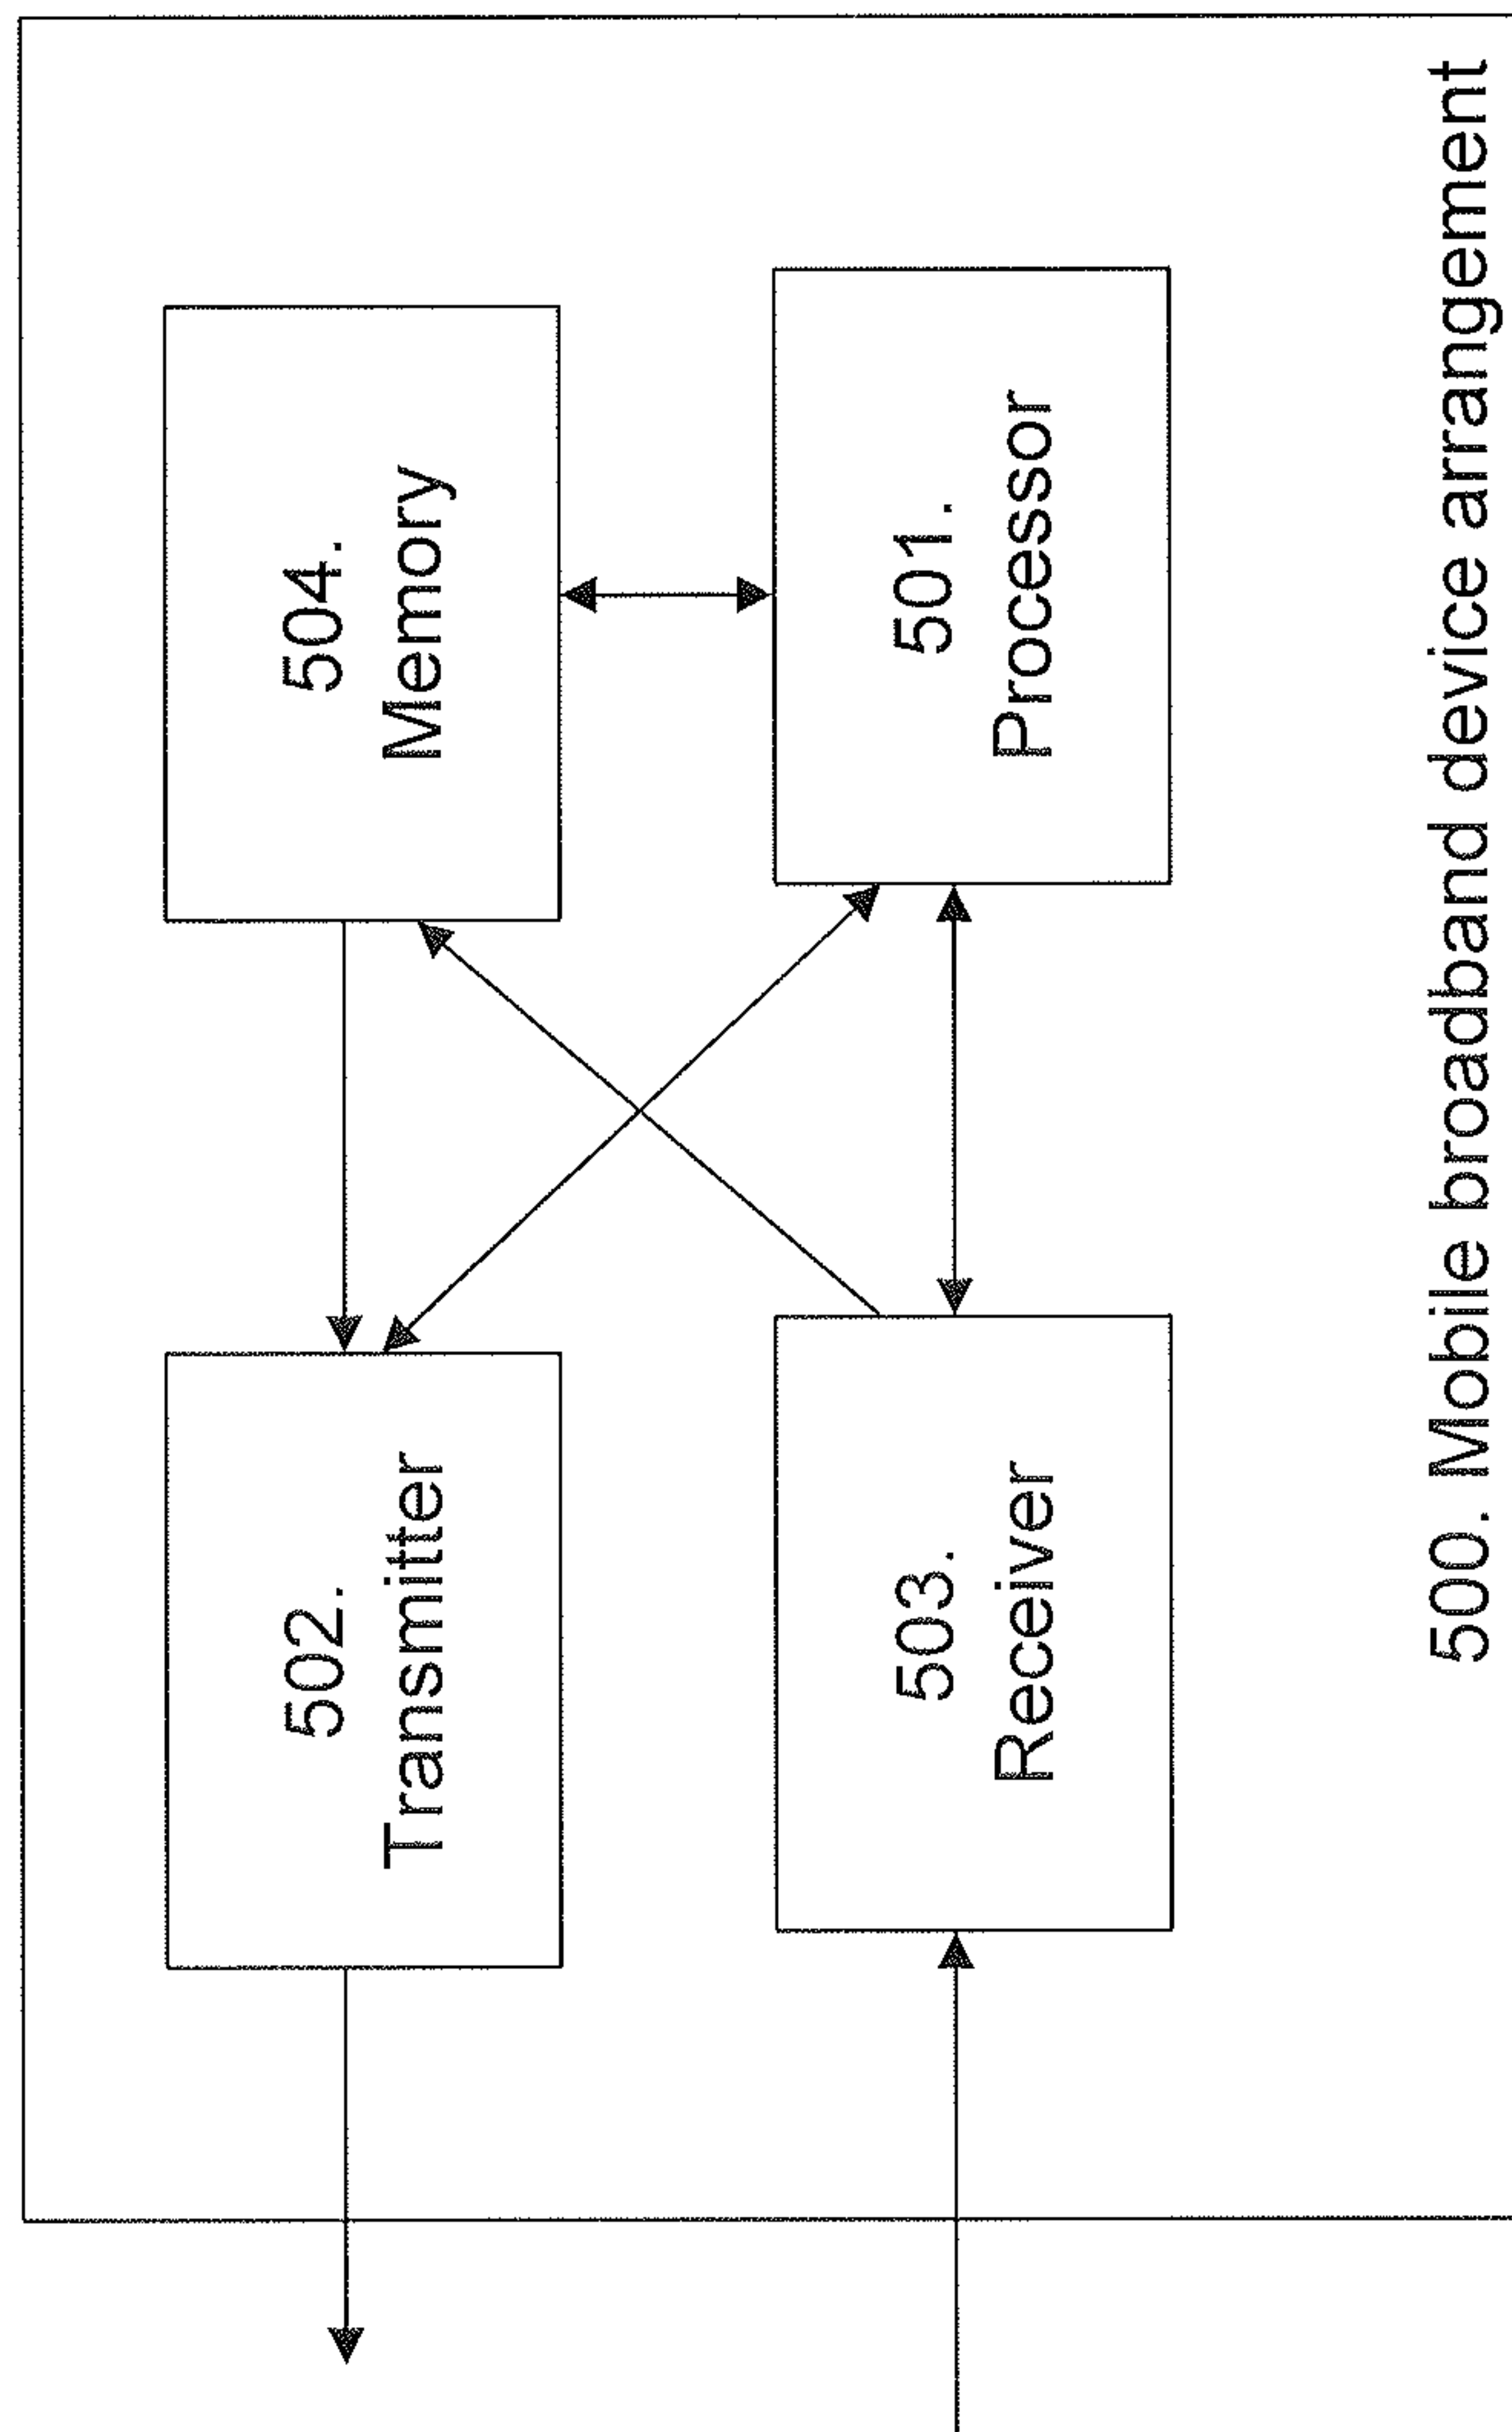 502.
Transmitter
504.
Memory
503.
Receiver
501.
Processor
500. Mobile broadband device arrangement